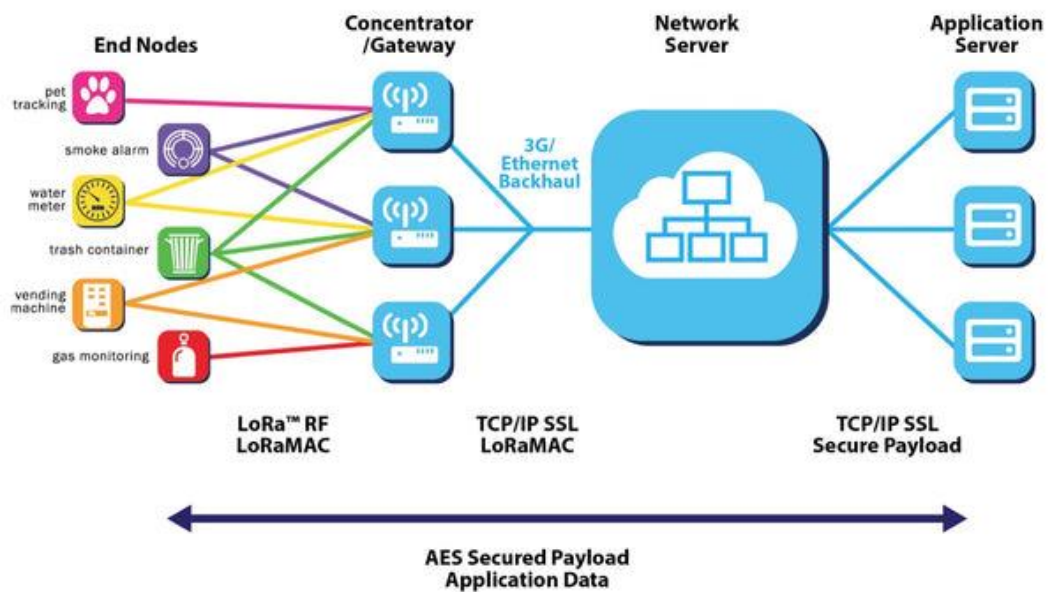 End Nodes
Concentrator
/Gateway
Network
Server
Application
Server
pet
tracking
smoke alarm
water
meter
trash container
vending
machine
gas monitoring
3G/
Ethernet
Backhaul
LoRa™ RF
LoRaMAC
TCP/IP SSL
LoRaMAC
TCP/IP SSL
Secure Payload
AES Secured Payload
Application Data